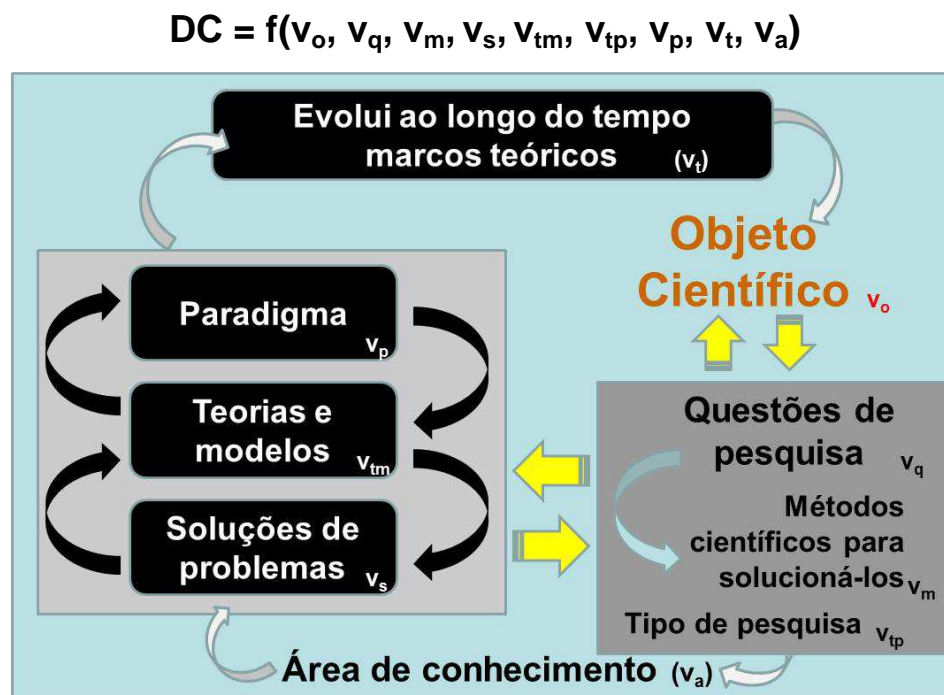 DC = f(vₒ, v_q, vₘ, vₛ, vₜₘ, vₜₚ, vₚ, vₜ, vₐ)
Evolui ao longo do tempo
marcos teóricos (vₜ)
Objeto
Científico vₒ
Paradigma
vₚ
Teorias e
modelos vₜₘ
Soluções de
problemas vₛ
Questões de
pesquisa v_q
Métodos
científicos para
solucioná-los vₘ
Tipo de pesquisa vₜₚ
Área de conhecimento (vₐ)